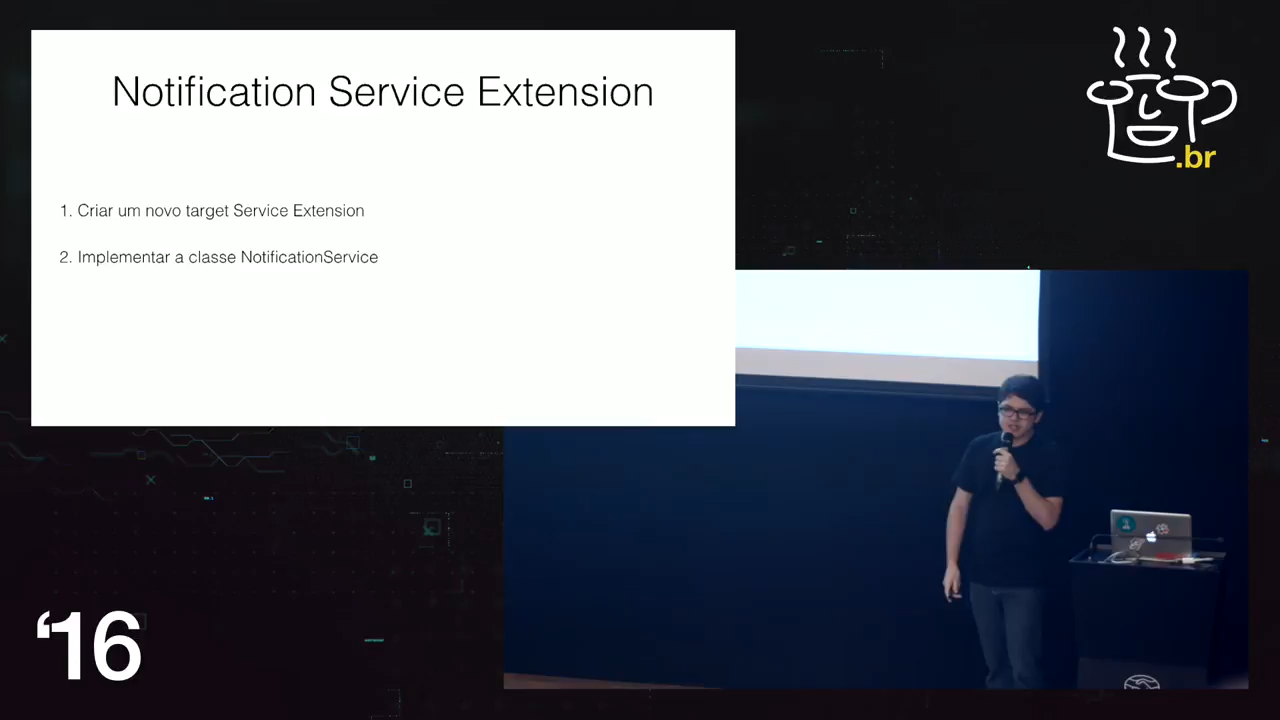 Notification Service Extension
1. Criar um novo target Service Extension
2. Implementar a classe NotificationService
.br
‘16